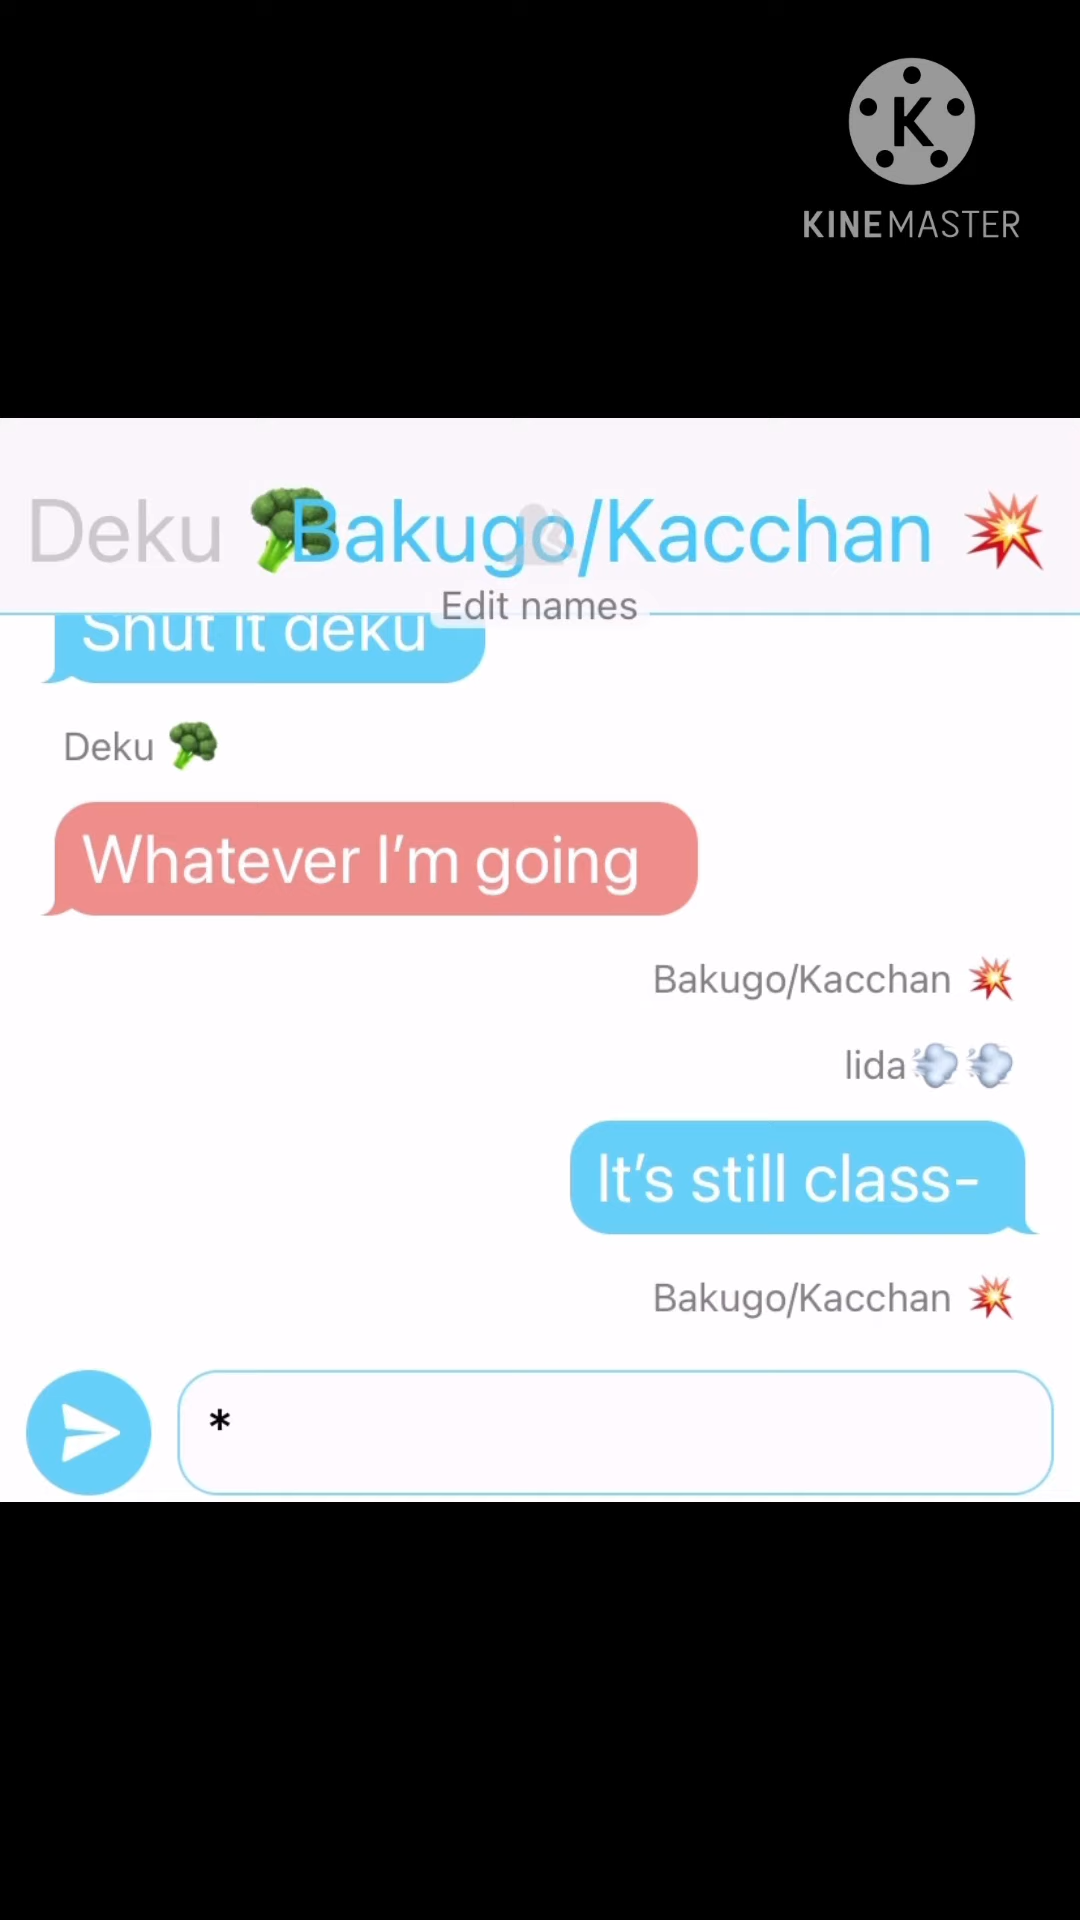 K
KINEMASTER
Deku 🥦Bakugo/Kacchan 💥
Edit names
Shut it deku
Deku 🥦
Whatever I'm going
Bakugo/Kacchan 💥
Iida💨💨
It's still class-
Bakugo/Kacchan 💥
*